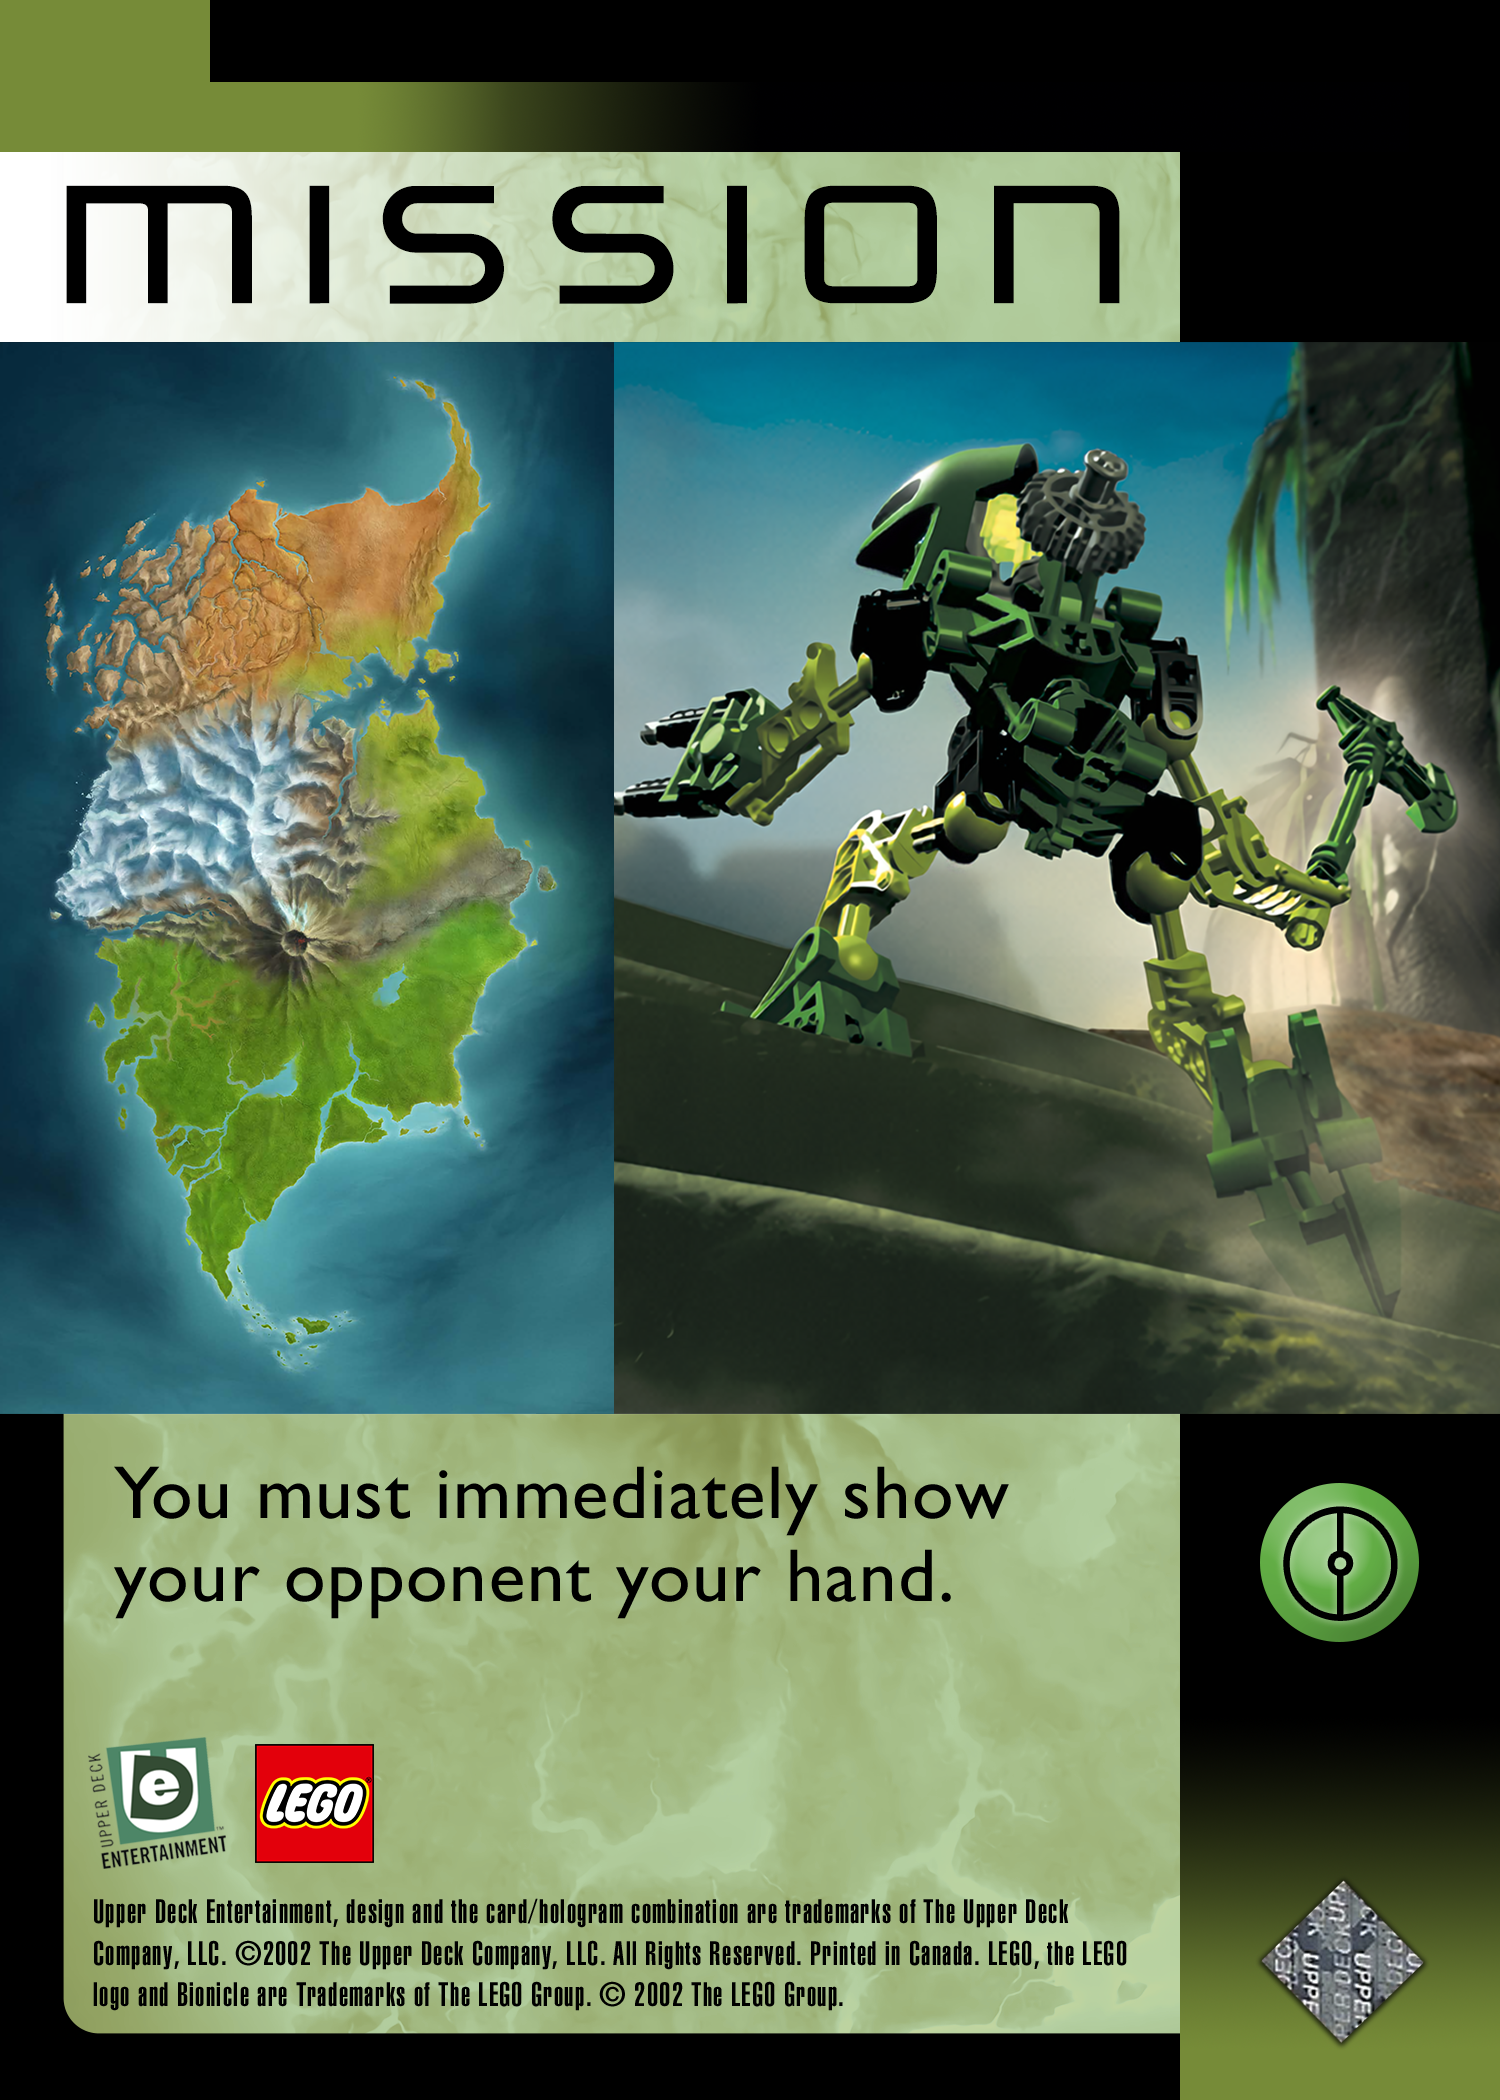 MISSION
You must immediately show
your opponent your hand.
UPPER DECK
UDe
™
ENTERTAINMENT
LEGO
Upper Deck Entertainment, design and the card/hologram combination are trademarks of The Upper Deck
Company, LLC. ©2002 The Upper Deck Company, LLC. All Rights Reserved. Printed in Canada. LEGO, the LEGO
logo and Bionicle are Trademarks of The LEGO Group. © 2002 The LEGO Group.